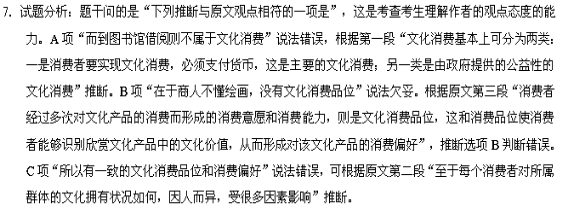 7. 试题分析：题干问的是“下列推断与原文观点相符的一项是”，这是考查考生理解作者的观点态度的能
力。A 项“而到图书馆借阅则不属于文化消费”说法错误，根据第一段“文化消费基本上可分为两类：
一是消费者要实现文化消费，必须支付货币，这是主要的文化消费；另一类是由政府提供的公益性的
文化消费”推断。B 项“在于商人不懂绘画，没有文化消费品位”说法欠妥。根据原文第三段“消费者
经过多次对文化产品的消费而形成的消费意愿和消费能力，则是文化消费品位，这和消费品位使消费
者能够识别欣赏文化产品中的文化价值，从而形成对该文化产品的消费偏好”，推断选项 B 判断错误。
C 项“所以有一致的文化消费品位和消费偏好”说法错误，可根据原文第二段“至于每个消费者对所属
群体的文化拥有状况如何，因人而异，受很多因素影响”推断。